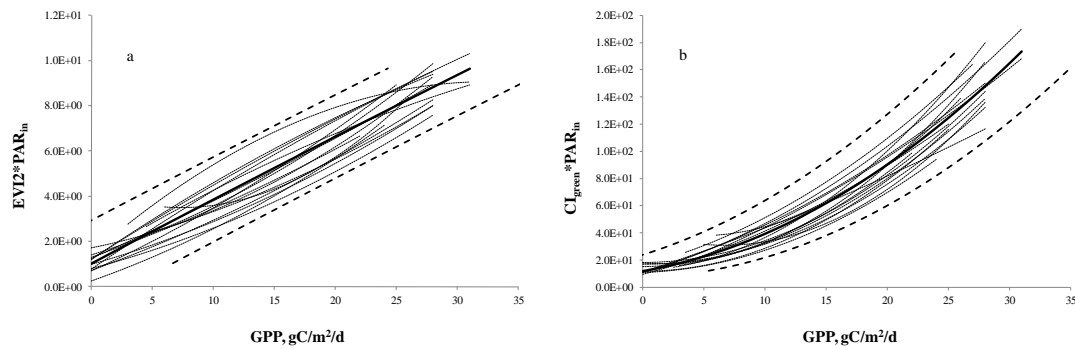 1.2E+01
1.0E+01
8.0E+00
6.0E+00
4.0E+00
2.0E+00
0.0E+00
EVI2*PARin
a
0 5 10 15 20 25 30 35
GPP, gC/m²/d
2.0E+02
1.8E+02
1.6E+02
1.4E+02
1.2E+02
1.0E+02
8.0E+01
6.0E+01
4.0E+01
2.0E+01
0.0E+00
CIgreen*PARin
b
0 5 10 15 20 25 30 35
GPP, gC/m²/d